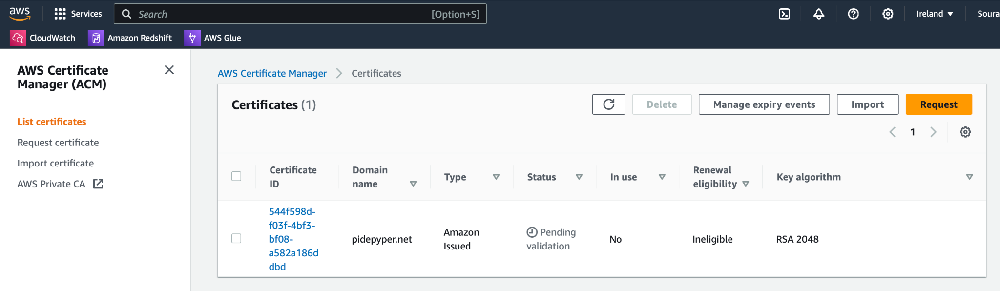 aws
Services
Search
[Option+S]
Ireland
Soura
CloudWatch
Amazon Redshift
AWS Glue
AWS Certificate
Manager (ACM)
List certificates
Request certificate
Import certificate
AWS Private CA
AWS Certificate Manager
Certificates
Certificates (1)
Delete
Manage expiry events
Import
Request
1
Certificate
ID
Domain
name
Type
Status
In use
Renewal
eligibility
Key algorithm
544f598d-
f03f-4bf3-
bf08-
a582a186d
dbd
pidepyper.net
Amazon
Issued
Pending
validation
No
Ineligible
RSA 2048